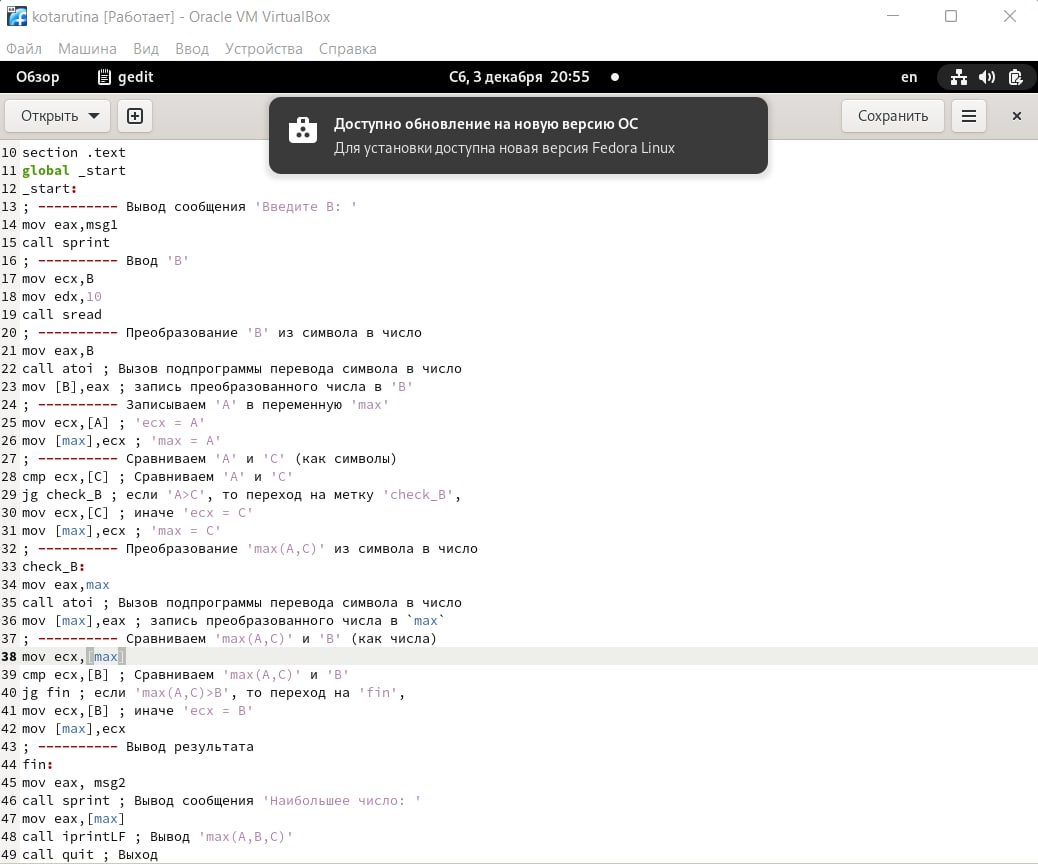 kotarutina [Работает] - Oracle VM VirtualBox
Файл Машина Вид Ввод Устройства Справка
Обзор gedit Сб, 3 декабря 20:55 en
Открыть Сохранить
Доступно обновление на новую версию ОС
Для установки доступна новая версия Fedora Linux
10 section .text
11 global _start
12 _start:
13 ; ---------- Вывод сообщения 'Введите B: '
14 mov eax,msg1
15 call sprint
16 ; ---------- Ввод 'B'
17 mov ecx,B
18 mov edx,10
19 call sread
20 ; ---------- Преобразование 'B' из символа в число
21 mov eax,B
22 call atoi ; Вызов подпрограммы перевода символа в число
23 mov [B],eax ; запись преобразованного числа в 'B'
24 ; ---------- Записываем 'A' в переменную 'max'
25 mov ecx,[A] ; 'ecx = A'
26 mov [max],ecx ; 'max = A'
27 ; ---------- Сравниваем 'A' и 'С' (как символы)
28 cmp ecx,[C] ; Сравниваем 'A' и 'С'
29 jg check_B ; если 'A>C', то переход на метку 'check_B',
30 mov ecx,[C] ; иначе 'ecx = C'
31 mov [max],ecx ; 'max = C'
32 ; ---------- Преобразование 'max(A,C)' из символа в число
33 check_B:
34 mov eax,max
35 call atoi ; Вызов подпрограммы перевода символа в число
36 mov [max],eax ; запись преобразованного числа в `max`
37 ; ---------- Сравниваем 'max(A,C)' и 'B' (как числа)
38 mov ecx,[max]
39 cmp ecx,[B] ; Сравниваем 'max(A,C)' и 'B'
40 jg fin ; если 'max(A,C)>B', то переход на 'fin',
41 mov ecx,[B] ; иначе 'ecx = B'
42 mov [max],ecx
43 ; ---------- Вывод результата
44 fin:
45 mov eax, msg2
46 call sprint ; Вывод сообщения 'Наибольшее число: '
47 mov eax,[max]
48 call iprintLF ; Вывод 'max(A,B,C)'
49 call quit ; Выход